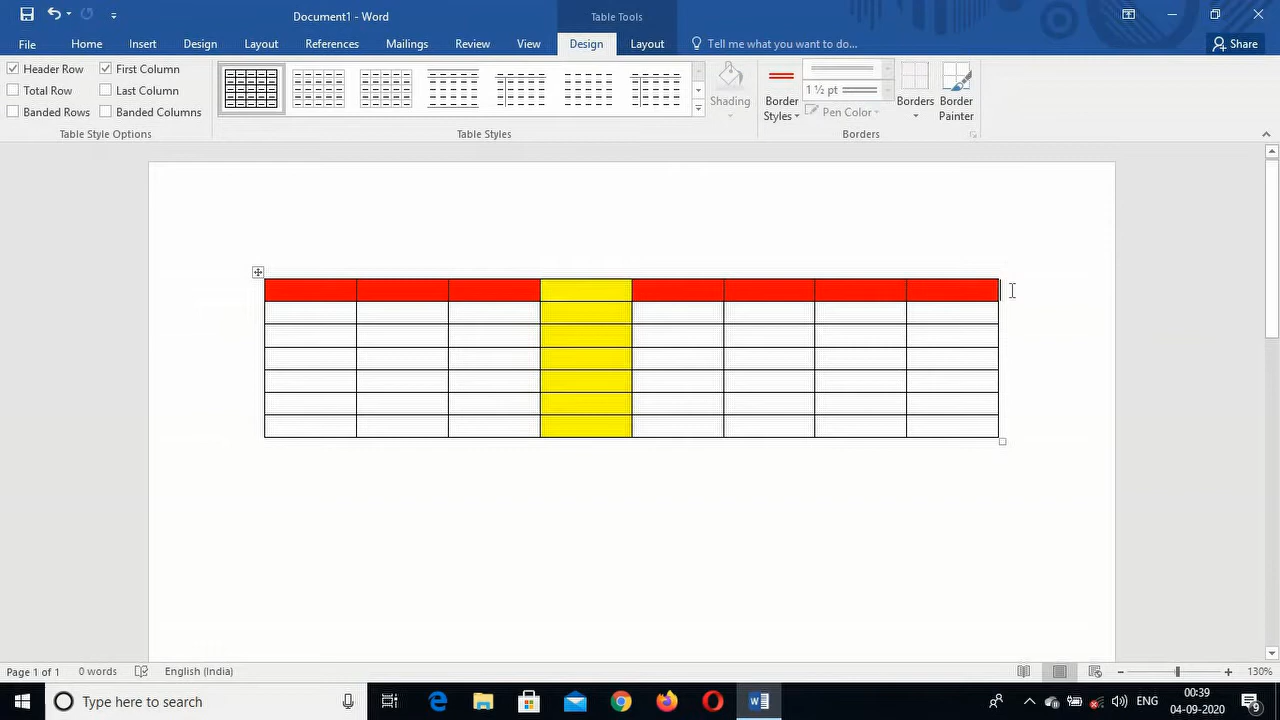 Document1 - Word
Table Tools
File Home Insert Design Layout References Mailings Review View Design Layout Tell me what you want to do... Share
Header Row First Column
Total Row Last Column
Banded Rows Banded Columns
Table Style Options
Table Styles
Shading
Border Styles
1 ½ pt
Pen Color
Borders
Border Painter
Borders
Page 1 of 1 0 words English (India) 130%
Type here to search
ENG
00:39
04-09-2020
9